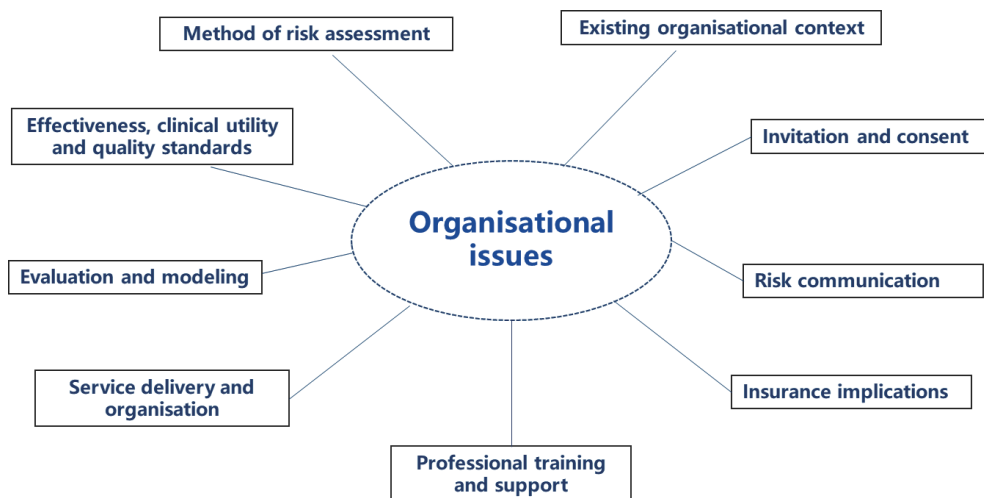 Method of risk assessment
Existing organisational context
Effectiveness, clinical utility
and quality standards
Invitation and consent
Organisational
issues
Evaluation and modeling
Risk communication
Service delivery and
organisation
Insurance implications
Professional training
and support